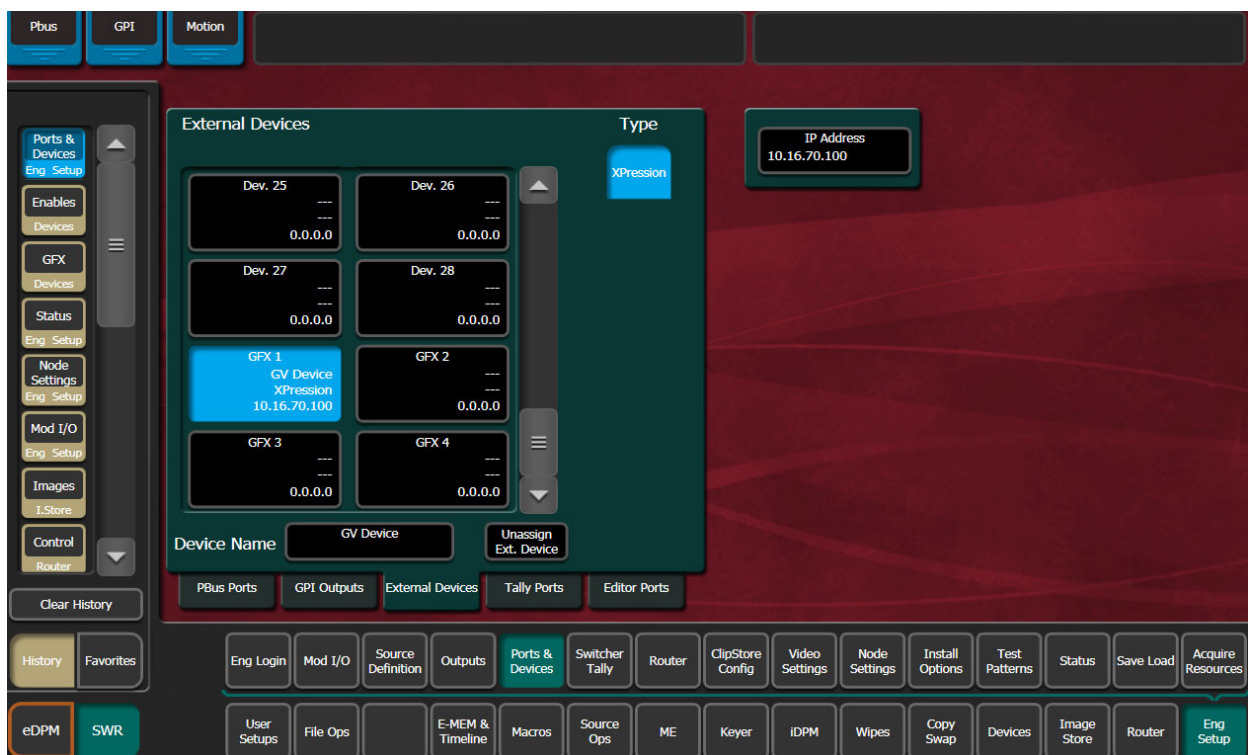 Pbus
GPI
Motion
Ports &
Devices
Eng Setup
Enables
Devices
GFX
Devices
Status
Eng Setup
Node
Settings
Eng Setup
Mod I/O
Eng Setup
Images
I.Store
Control
Router
Clear History
History
Favorites
eDPM
SWR
External Devices
Type
XPression
IP Address
10.16.70.100
Dev. 25
---
---
0.0.0.0
Dev. 26
---
---
0.0.0.0
Dev. 27
---
---
0.0.0.0
Dev. 28
---
---
0.0.0.0
GFX 1
GV Device
XPression
10.16.70.100
GFX 2
---
---
0.0.0.0
GFX 3
---
---
0.0.0.0
GFX 4
---
---
0.0.0.0
Device Name
GV Device
Unassign
Ext. Device
PBus Ports
GPI Outputs
External Devices
Tally Ports
Editor Ports
Eng Login
Mod I/O
Source
Definition
Outputs
Ports &
Devices
Switcher
Tally
Router
ClipStore
Config
Video
Settings
Node
Settings
Install
Options
Test
Patterns
Status
Save Load
Acquire
Resources
User
Setups
File Ops
E-MEM &
Timeline
Macros
Source
Ops
ME
Keyer
iDPM
Wipes
Copy
Swap
Devices
Image
Store
Router
Eng
Setup